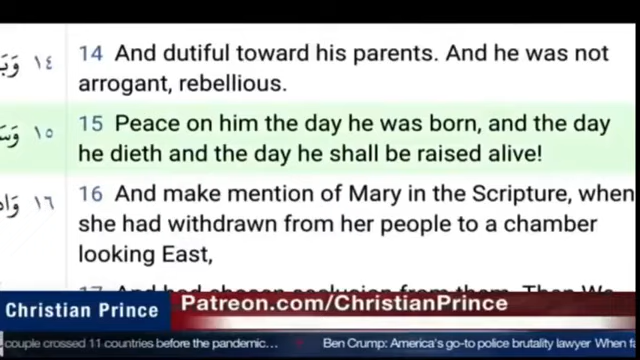 14 And dutiful toward his parents. And he was not
arrogant, rebellious.
15 Peace on him the day he was born, and the day
he dieth and the day he shall be raised alive!
16 And make mention of Mary in the Scripture, when
she had withdrawn from her people to a chamber
looking East,
١٤
١٥
١٦
Christian Prince
Patreon.com/ChristianPrince
couple crossed 11 countries before the pandemic...
Ben Crump: America's go-to police brutality lawyer When